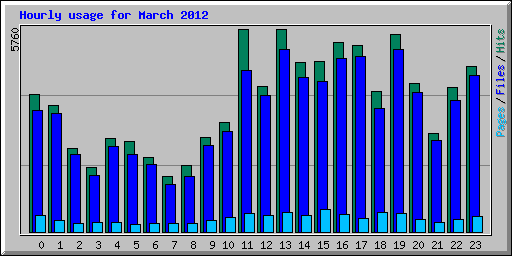 Hourly usage for March 2012
5760
Pages / Files / Hits
0 1 2 3 4 5 6 7 8 9 10 11 12 13 14 15 16 17 18 19 20 21 22 23